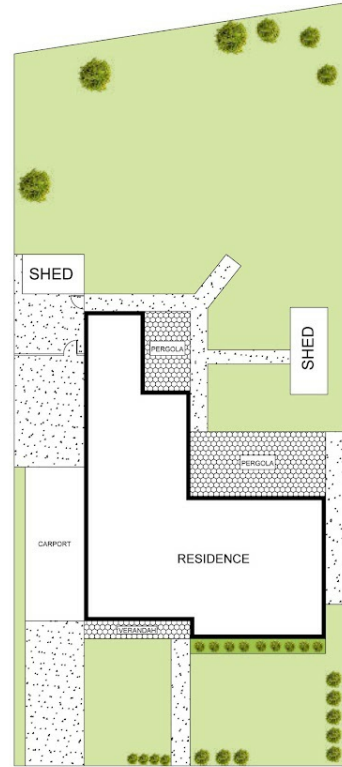 SHED
PERGOLA
SHED
PERGOLA
CARPORT
RESIDENCE
VERANDAH